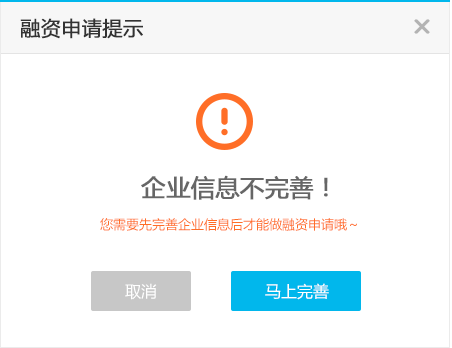 融资申请提示
企业信息不完善！
您需要先完善企业信息后才能做融资申请哦~
取消
马上完善